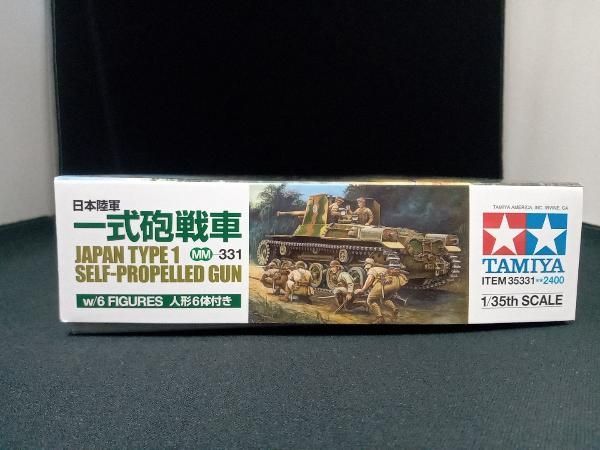 日本陸軍
一式砲戦車
JAPAN TYPE 1 MM 331
SELF-PROPELLED GUN
w/6 FIGURES 人形6体付き
TAMIYA AMERICA, INC. IRVINE, CA
TAMIYA
ITEM 35331 2400
1/35th SCALE